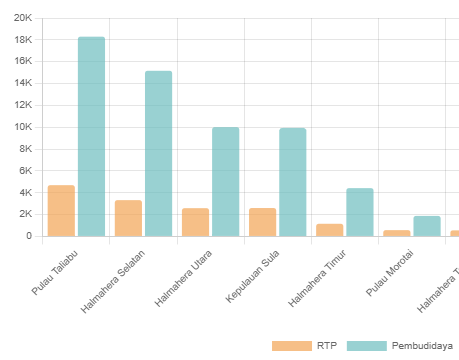 20K
18K
16K
14K
12K
10K
8K
6K
4K
2K
0
Pulau Taliabu
Halmahera Selatan
Halmahera Utara
Kepulauan Sula
Halmahera Timur
Pulau Morotai
Halmahera T
RTP
Pembudidaya